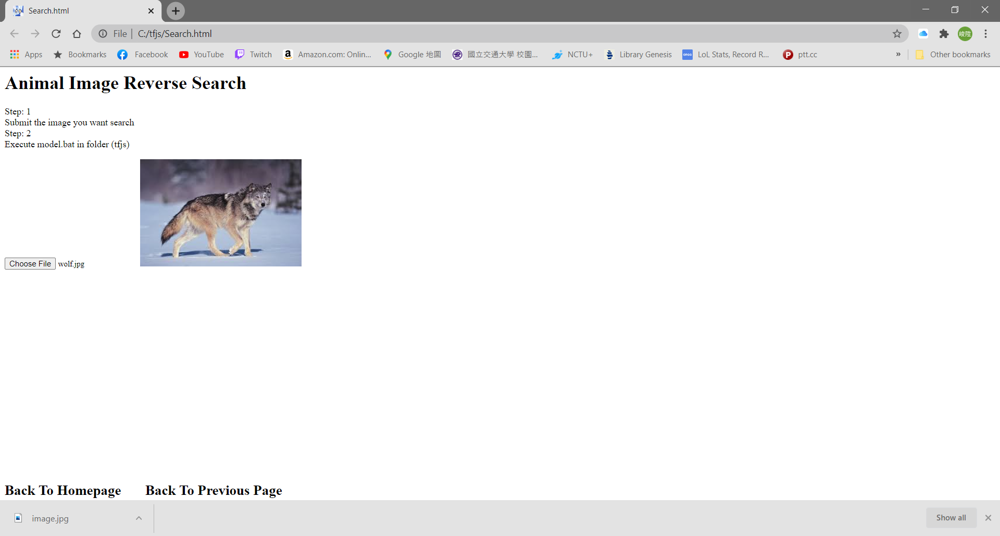 Search.html
File | C:/tfjs/Search.html
峻陞
Apps Bookmarks Facebook YouTube Twitch Amazon.com: Onlin... Google 地圖 國立交通大學 校園... NCTU+ Library Genesis OPGG LoL Stats, Record R... ptt.cc » Other bookmarks
Animal Image Reverse Search
Step: 1
Submit the image you want search
Step: 2
Execute model.bat in folder (tfjs)
Choose File wolf.jpg
Back To Homepage Back To Previous Page
image.jpg Show all